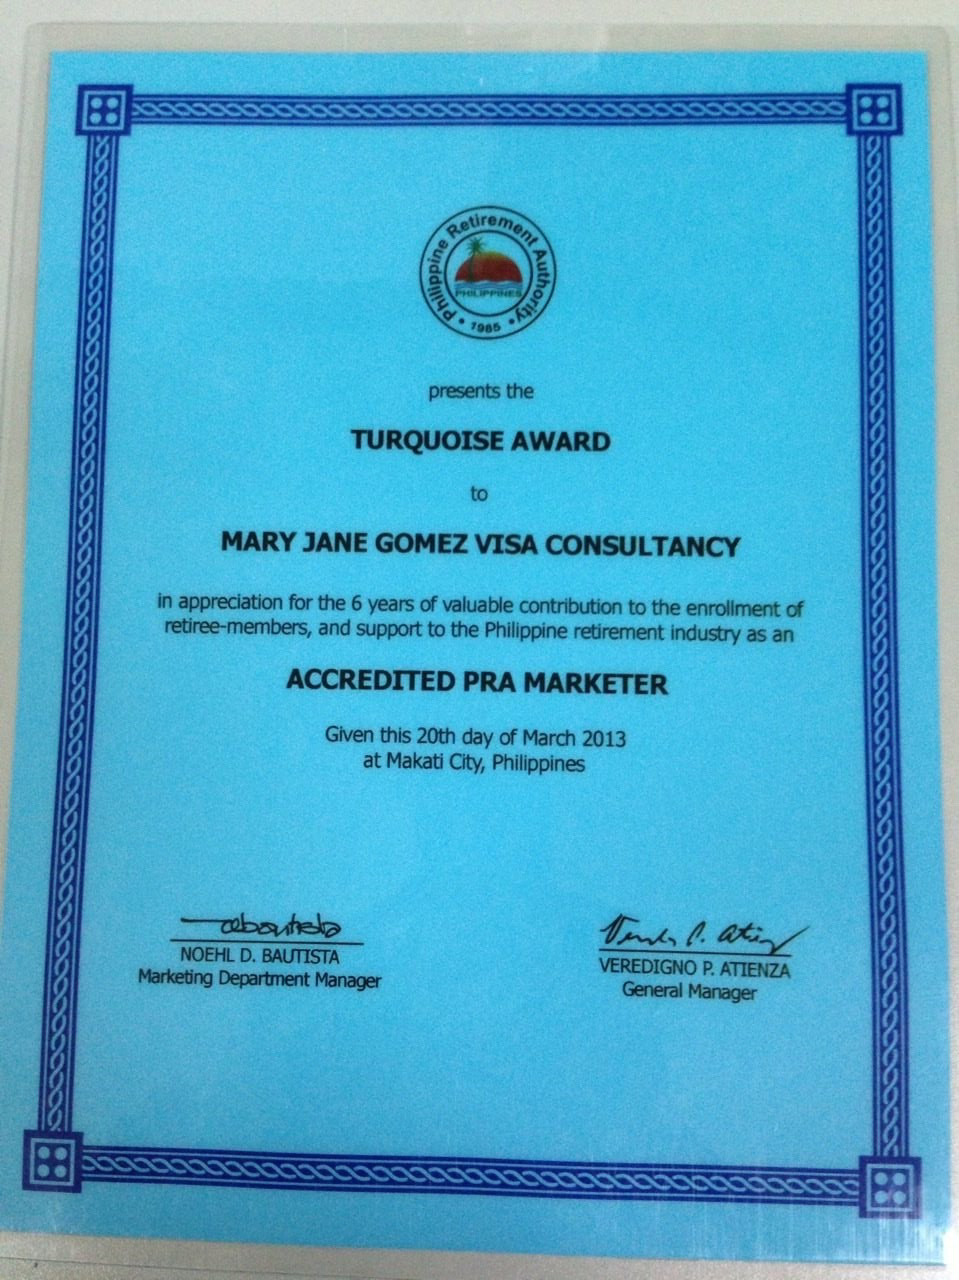 Philippine Retirement Authority
PHILIPPINES
• 1985 •
presents the
TURQUOISE AWARD
to
MARY JANE GOMEZ VISA CONSULTANCY
in appreciation for the 6 years of valuable contribution to the enrollment of
retiree-members, and support to the Philippine retirement industry as an
ACCREDITED PRA MARKETER
Given this 20th day of March 2013
at Makati City, Philippines
NOEHL D. BAUTISTA
Marketing Department Manager
VEREDIGNO P. ATIENZA
General Manager